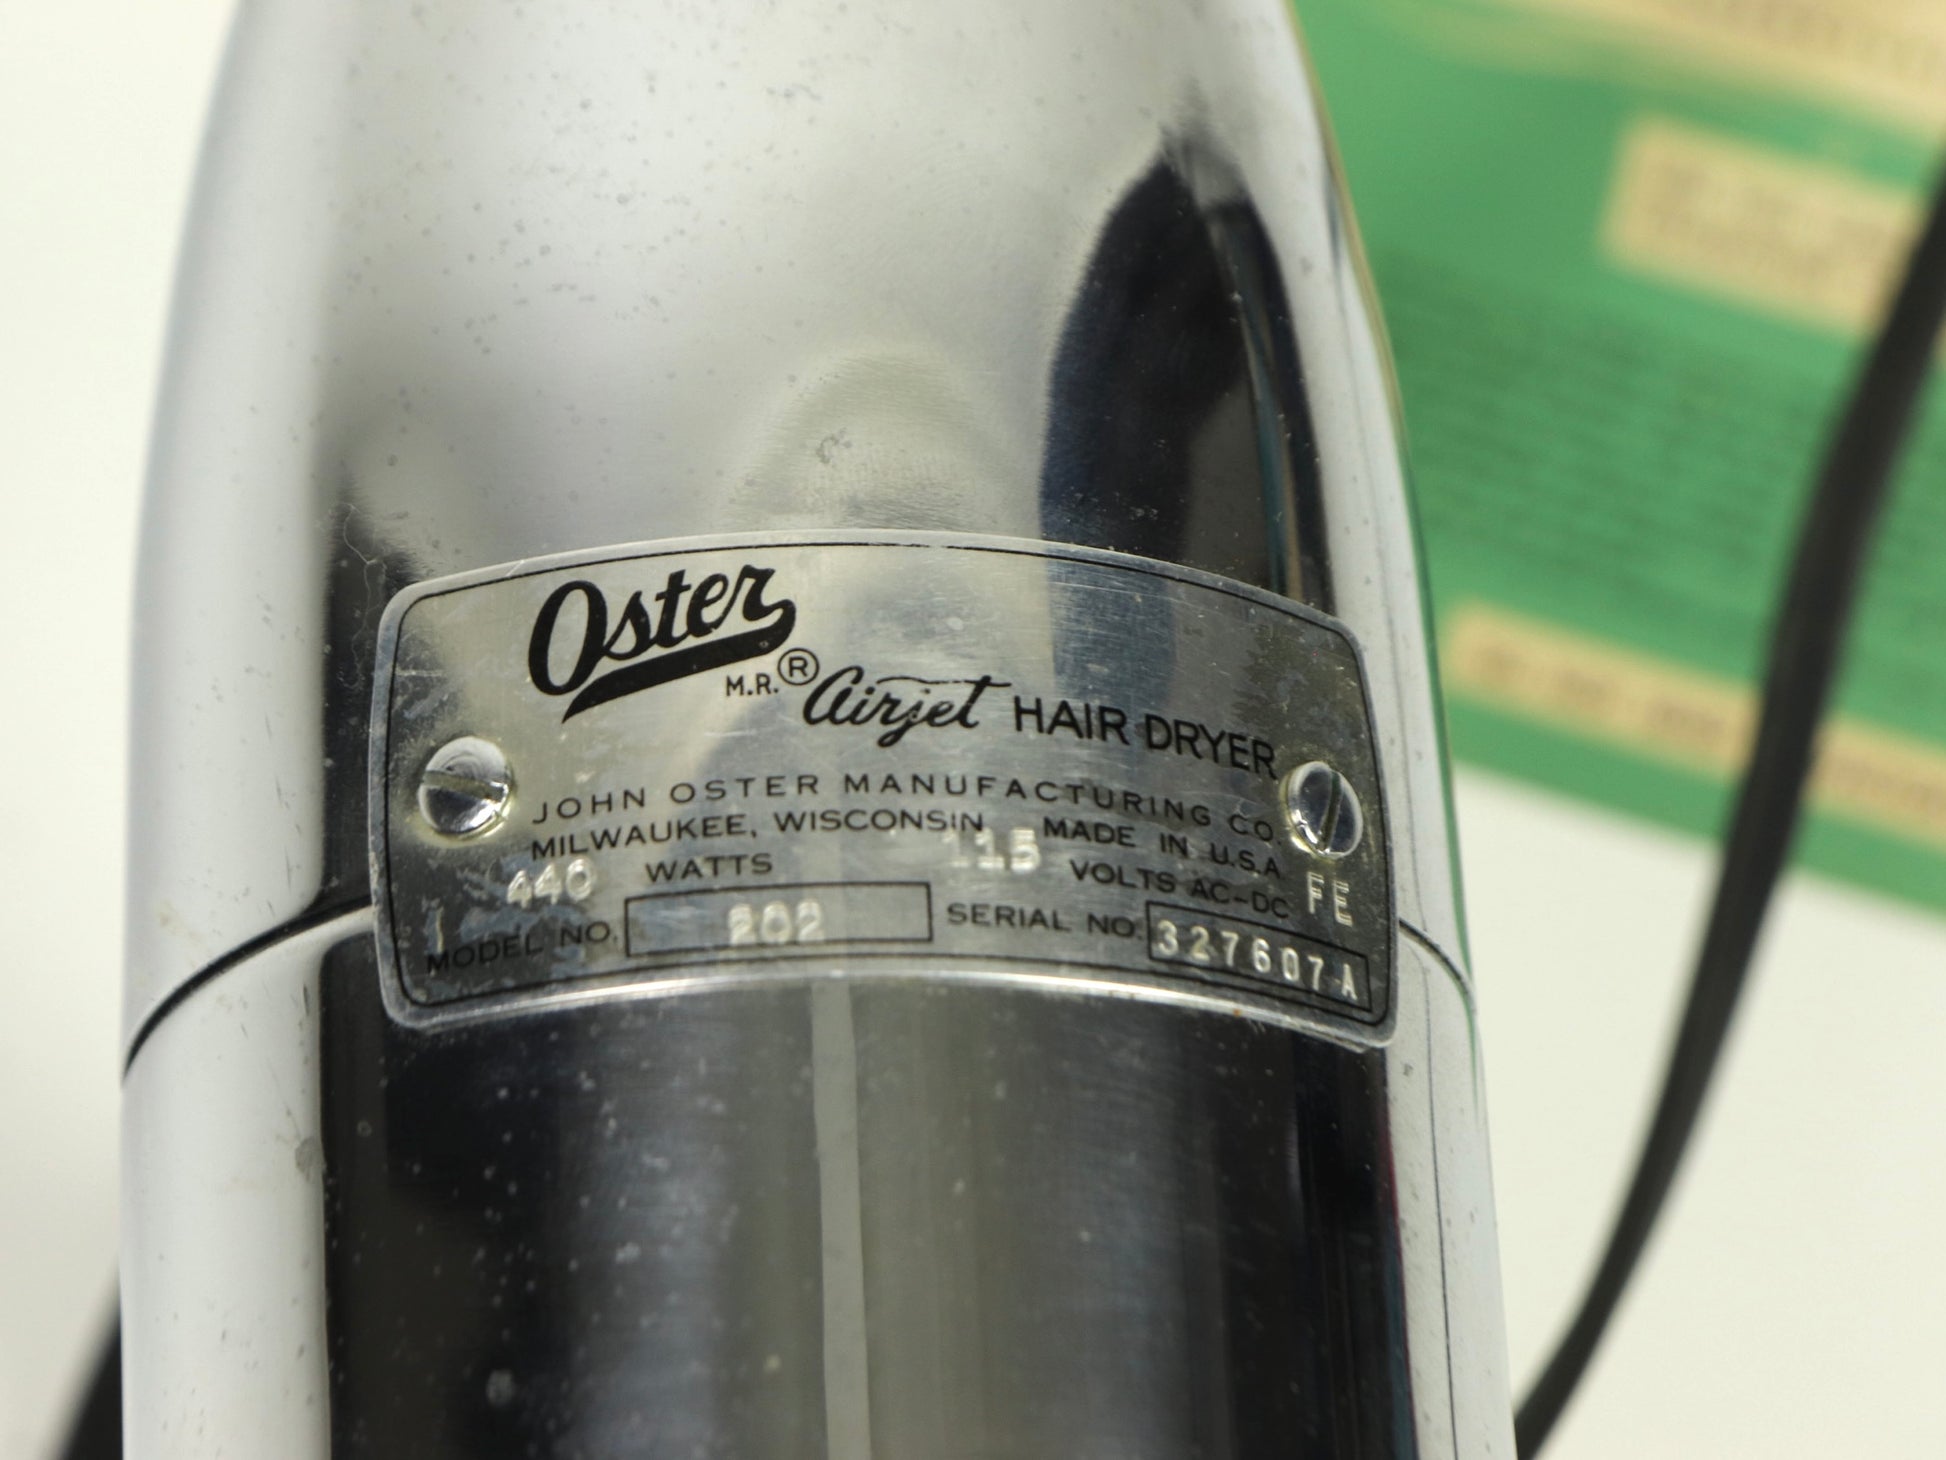 Oster
M.R.® Airjet HAIR DRYER
JOHN OSTER MANUFACTURING CO.
MILWAUKEE, WISCONSIN MADE IN U.S.A
440 WATTS 115 VOLTS AC-DC FE
MODEL NO. 202 SERIAL NO. 327607A